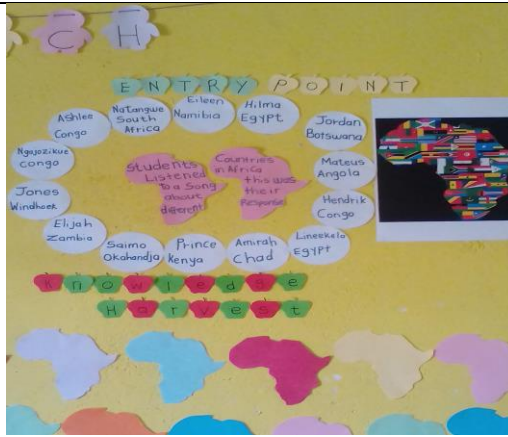 C H
ENTRY POINT
Ashlee
Congo
Natangwe
South
Africa
Eileen
Namibia
Hilma
Egypt
Jordan
Botswana
Mateus
Angola
Hendrik
Congo
Lineekela
Egypt
Amirah
Chad
Prince
Kenya
Saimo
Okahandja
Elijah
Zambia
Jones
Windhoek
Ngajozikue
congo
students
Listened
to a Song
about
different
Countries
in Africa
this was
their
Response
Knowledge
Harvest